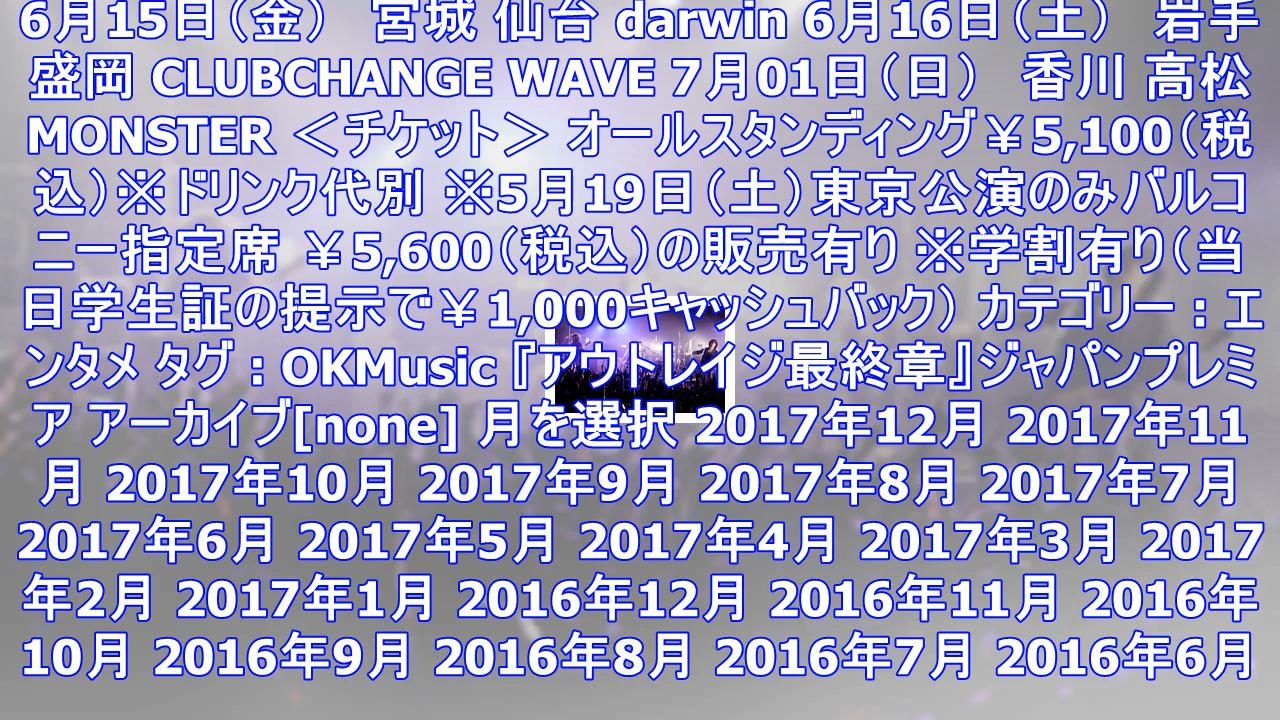 6月15日（金）　宮城 仙台 darwin 6月16日（土）　岩手
盛岡 CLUBCHANGE WAVE 7月01日（日）　香川 高松
MONSTER ＜チケット＞ オールスタンディング￥5,100（税
込）※ドリンク代別 ※5月19日（土）東京公演のみバルコ
ニー指定席 ￥5,600（税込）の販売有り ※学割有り（当
日学生証の提示で￥1,000キャッシュバック） カテゴリー : エ
ンタメ タグ : OKMusic 『アウトレイジ最終章』ジャパンプレミ
ア アーカイブ[none] 月を選択 2017年12月 2017年11
月 2017年10月 2017年9月 2017年8月 2017年7月
2017年6月 2017年5月 2017年4月 2017年3月 2017
年2月 2017年1月 2016年12月 2016年11月 2016年
10月 2016年9月 2016年8月 2016年7月 2016年6月